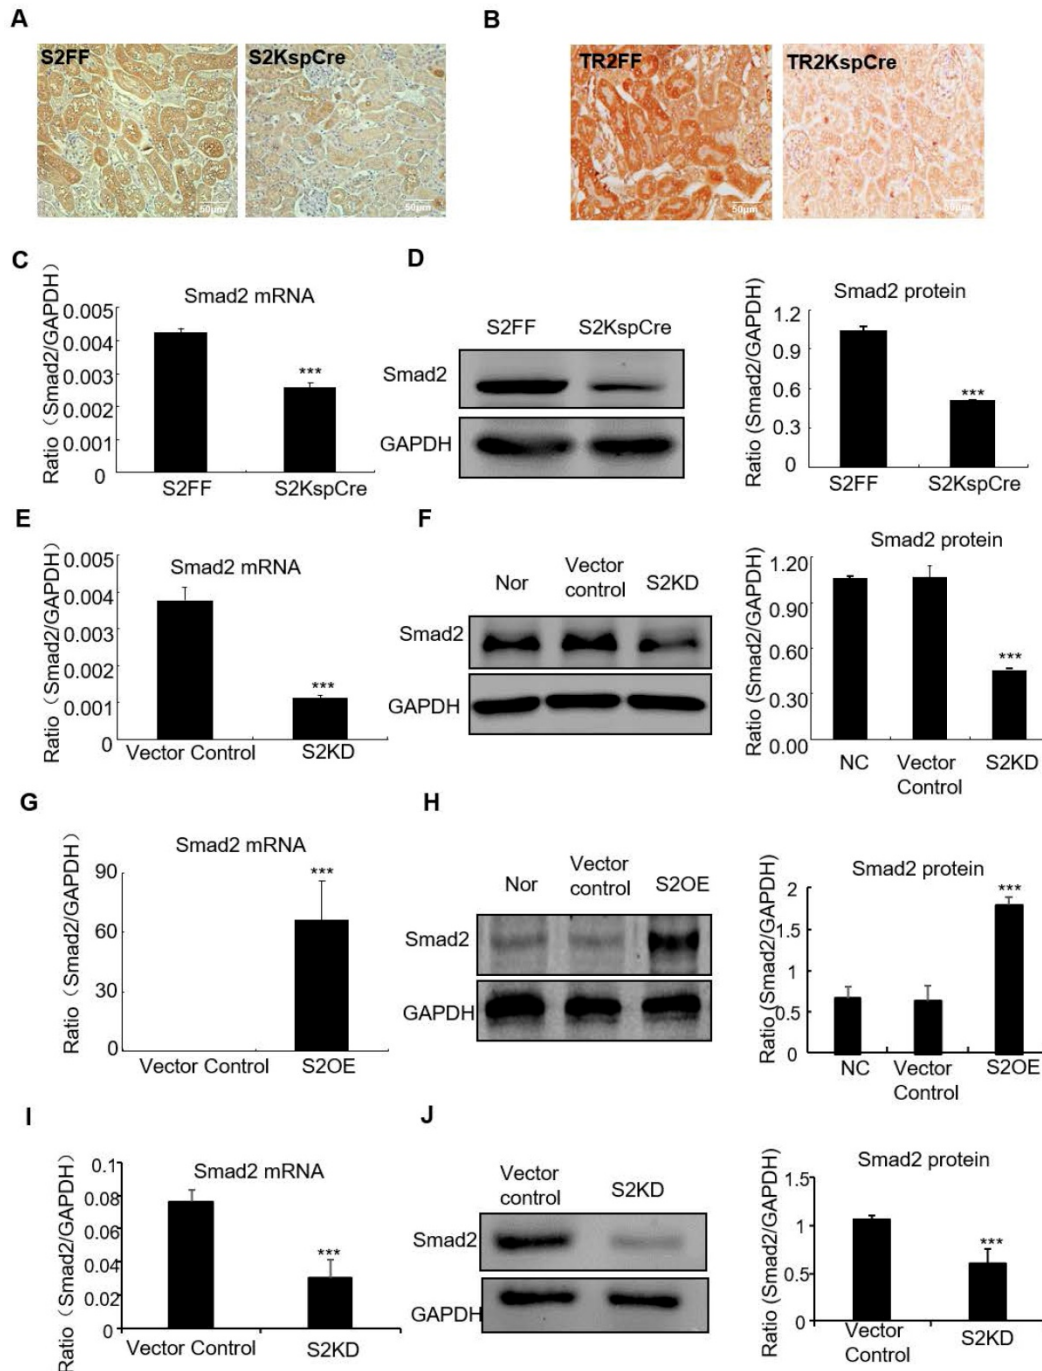 A
B
S2FF
S2KspCre
TR2FF
TR2KspCre
50μm
50μm
50μm
50μm
C
Smad2 mRNA
Ratio（Smad2/GAPDH）
0.005
0.004
0.003
0.002
0.001
0
***
S2FF
S2KspCre
D
S2FF
S2KspCre
Smad2
GAPDH
Smad2 protein
Ratio (Smad2/GAPDH)
1.2
0.9
0.6
0.3
0
***
S2FF
S2KspCre
E
Smad2 mRNA
Ratio（Smad2/GAPDH）
0.005
0.004
0.003
0.002
0.001
0
***
Vector Control
S2KD
F
Nor
Vector
control
S2KD
Smad2
GAPDH
Smad2 protein
Ratio (Smad2/GAPDH)
1.20
0.90
0.60
0.30
0.00
***
NC
Vector
Control
S2KD
G
Smad2 mRNA
Ratio（Smad2/GAPDH）
90
60
30
0
***
Vector Control
S2OE
H
Nor
Vector
control
S2OE
Smad2
GAPDH
Smad2 protein
Ratio (Smad2/GAPDH)
2
1.5
1
0.5
0
***
NC
Vector
Control
S2OE
I
Smad2 mRNA
Ratio（Smad2/GAPDH）
0.1
0.08
0.06
0.04
0.02
0
***
Vector Control
S2KD
J
Vector
control
S2KD
Smad2
GAPDH
Smad2 protein
Ratio (Smad2/GAPDH)
1.5
1
0.5
0
***
Vector
Control
S2KD